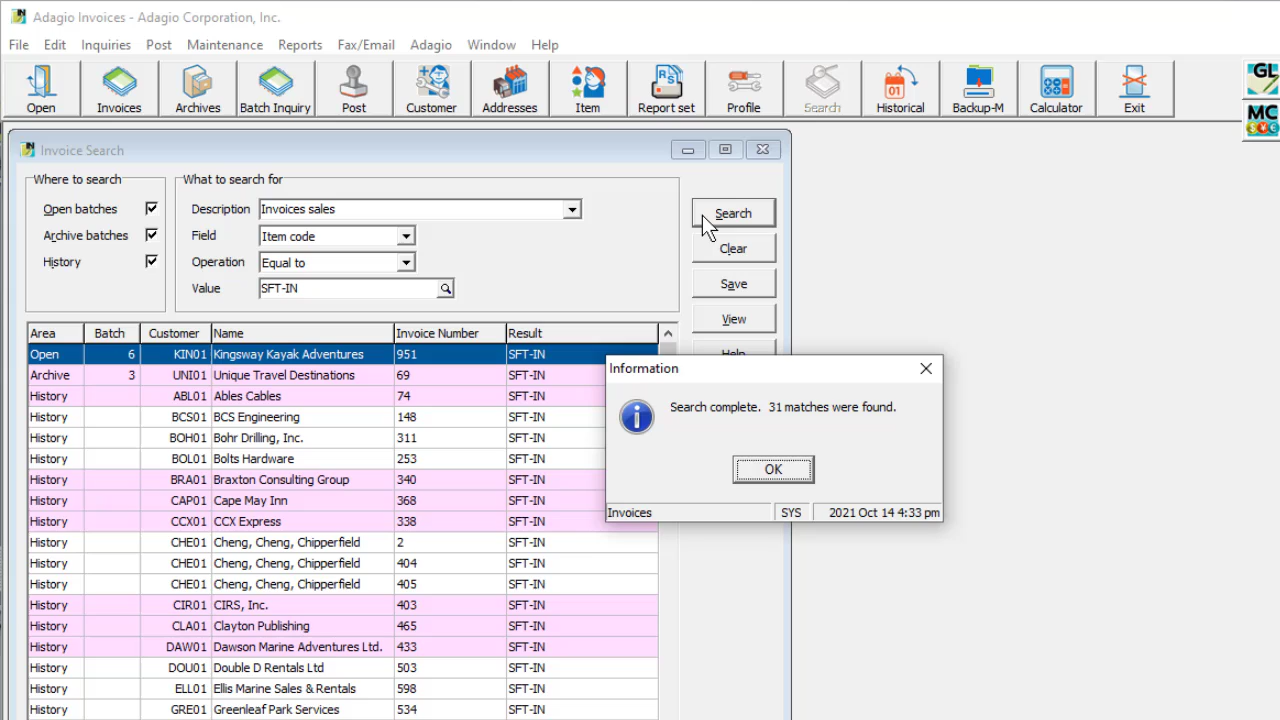 Adagio Invoices - Adagio Corporation, Inc.
File Edit Inquiries Post Maintenance Reports Fax/Email Adagio Window Help
Open Invoices Archives Batch Inquiry Post Customer Addresses Item Report set Profile Search Historical Backup-M Calculator Exit
GL
MC
Invoice Search
Where to search What to search for
Open batches Description Invoices sales Search
Archive batches Field Item code
Clear
History Operation Equal to
Value SFT-IN Save
View
Area Batch Customer Name Invoice Number Result
Help
Open 6 KIN01 Kingsway Kayak Adventures 951 SFT-IN
Archive 3 UNI01 Unique Travel Destinations 69 SFT-IN
History ABL01 Ables Cables 74 SFT-IN
History BCS01 BCS Engineering 148 SFT-IN
History BOH01 Bohr Drilling, Inc. 311 SFT-IN
History BOL01 Bolts Hardware 253 SFT-IN
History BRA01 Braxton Consulting Group 340 SFT-IN
History CAP01 Cape May Inn 368 SFT-IN
History CCX01 CCX Express 338 SFT-IN
History CHE01 Cheng, Cheng, Chipperfield 2 SFT-IN
History CHE01 Cheng, Cheng, Chipperfield 404 SFT-IN
History CHE01 Cheng, Cheng, Chipperfield 405 SFT-IN
History CIR01 CIRS, Inc. 403 SFT-IN
History CLA01 Clayton Publishing 465 SFT-IN
History DAW01 Dawson Marine Adventures Ltd. 433 SFT-IN
History DOU01 Double D Rentals Ltd 503 SFT-IN
History ELL01 Ellis Marine Sales & Rentals 598 SFT-IN
History GRE01 Greenleaf Park Services 534 SFT-IN
Information
Search complete. 31 matches were found.
OK
Invoices SYS 2021 Oct 14 4:33 pm